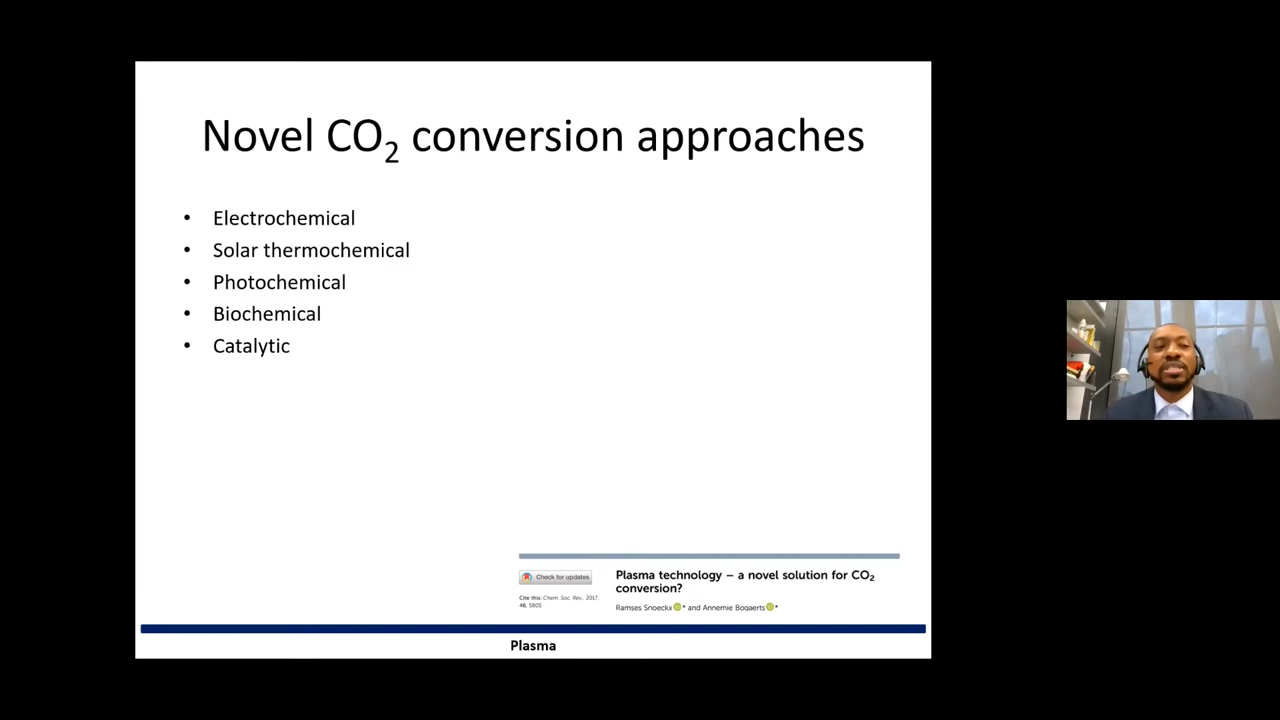 Novel CO₂ conversion approaches
• Electrochemical
• Solar thermochemical
• Photochemical
• Biochemical
• Catalytic
Check for updates
Cite this: Chem. Soc. Rev., 2017,
46, 5805
Plasma technology – a novel solution for CO₂
conversion?
Ramses Snoeckx * and Annemie Bogaerts *
Plasma